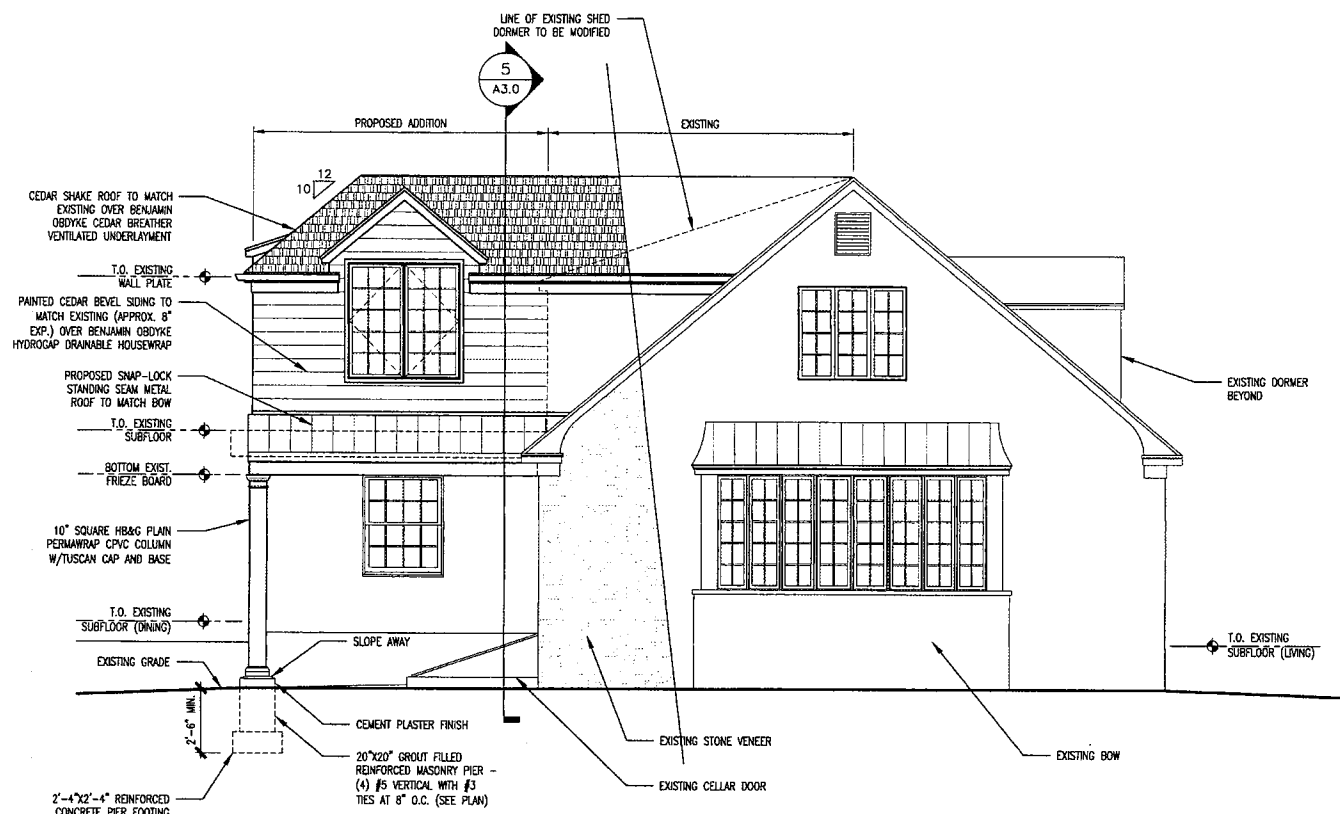 LINE OF EXISTING SHED
DORMER TO BE MODIFIED
5
A3.0
PROPOSED ADDITION
EXISTING
12
10
CEDAR SHAKE ROOF TO MATCH
EXISTING OVER BENJAMIN
OBDYKE CEDAR BREATHER
VENTILATED UNDERLAYMENT
T.O. EXISTING
WALL PLATE
PAINTED CEDAR BEVEL SIDING TO
MATCH EXISTING (APPROX. 8"
EXP.) OVER BENJAMIN OBDYKE
HYDROGAP DRAINABLE HOUSEWRAP
PROPOSED SNAP-LOCK
STANDING SEAM METAL
ROOF TO MATCH BOW
EXISTING DORMER
BEYOND
T.O. EXISTING
SUBFLOOR
BOTTOM EXIST.
FRIEZE BOARD
10" SQUARE HB&G PLAIN
PERMAWRAP CPVC COLUMN
W/TUSCAN CAP AND BASE
T.O. EXISTING
SUBFLOOR (DINING)
SLOPE AWAY
T.O. EXISTING
SUBFLOOR (LIVING)
EXISTING GRADE
2'-6" MIN.
CEMENT PLASTER FINISH
EXISTING STONE VENEER
EXISTING BOW
20"X20" GROUT FILLED
REINFORCED MASONRY PIER -
(4) #5 VERTICAL WITH #3
TIES AT 8" O.C. (SEE PLAN)
EXISTING CELLAR DOOR
2'-4"X2'-4" REINFORCED
CONCRETE PIER FOOTING